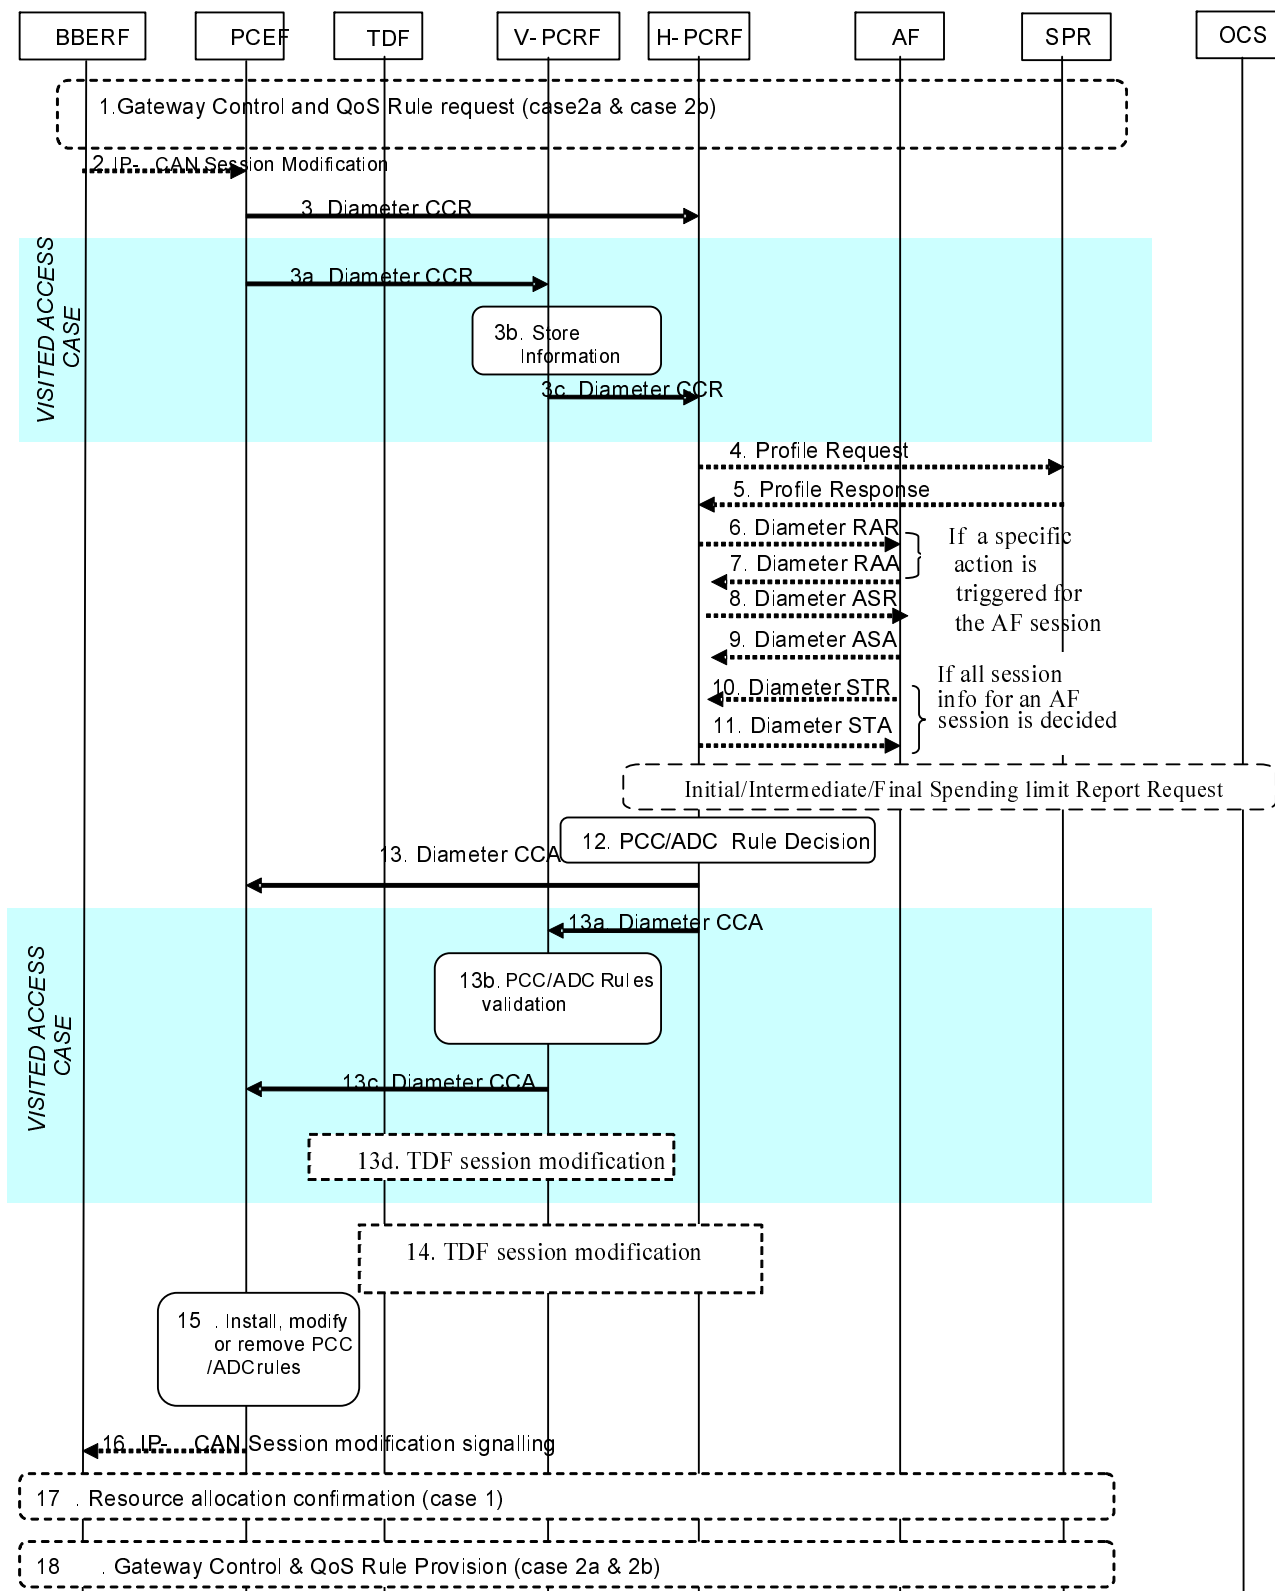 BBERF PCEF TDF V-PCRF H-PCRF AF SPR OCS
1.Gateway Control and QoS Rule request (case2a & case 2b)
2. IP- CAN Session Modification
3. Diameter CCR
VISITED ACCESS
CASE
3a. Diameter CCR
3b. Store
Information
3c. Diameter CCR
4. Profile Request
5. Profile Response
6. Diameter RAR
7. Diameter RAA
If a specific
action is
triggered for
the AF session
8. Diameter ASR
9. Diameter ASA
10. Diameter STR
11. Diameter STA
If all session
info for an AF
session is decided
Initial/Intermediate/Final Spending limit Report Request
12. PCC/ADC Rule Decision
13. Diameter CCA
VISITED ACCESS
CASE
13a. Diameter CCA
13b. PCC/ADC Rules
validation
13c. Diameter CCA
13d. TDF session modification
14. TDF session modification
15 . Install, modify
or remove PCC
/ADCrules
16. IP- CAN Session modification signalling
17 . Resource allocation confirmation (case 1)
18 . Gateway Control & QoS Rule Provision (case 2a & 2b)